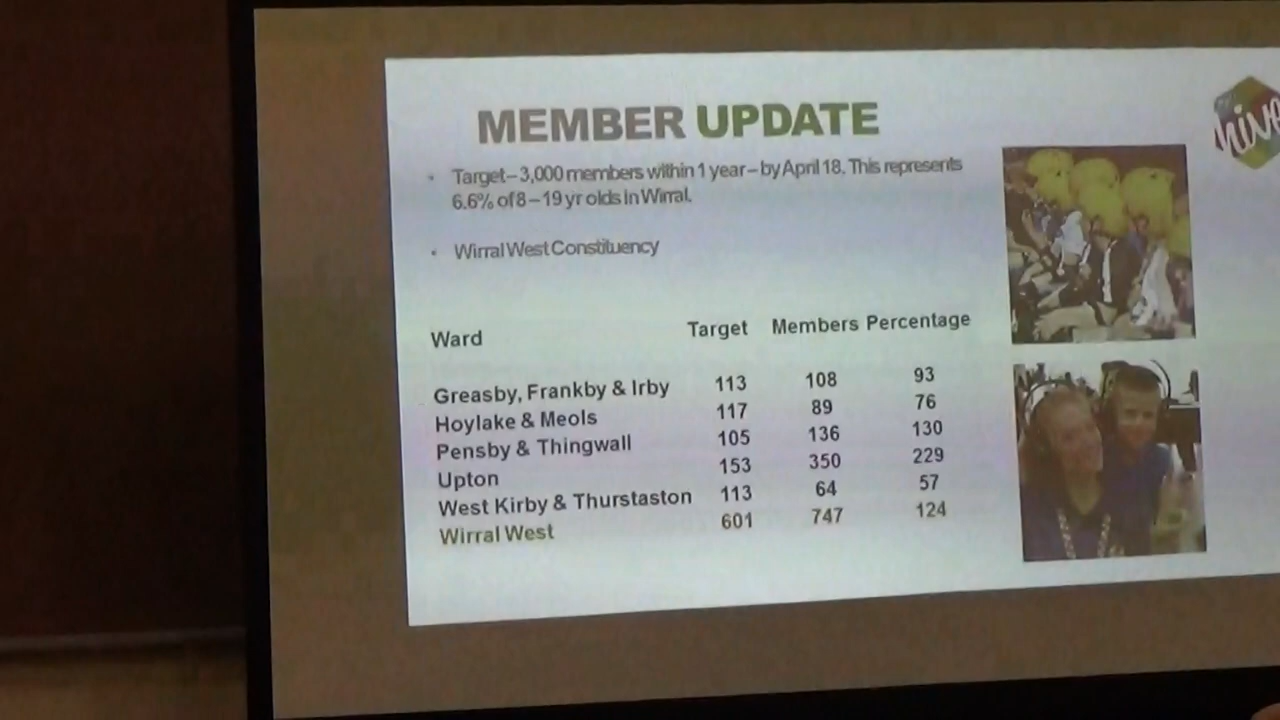 MEMBER UPDATE
hive
• Target – 3,000 members within 1 year – by April 18. This represents
6.6% of 8 – 19 yr olds in Wirral.
• Wirral West Constituency
Ward Target Members Percentage
Greasby, Frankby & Irby 113 108 93
Hoylake & Meols 117 89 76
Pensby & Thingwall 105 136 130
Upton 153 350 229
West Kirby & Thurstaston 113 64 57
Wirral West 601 747 124